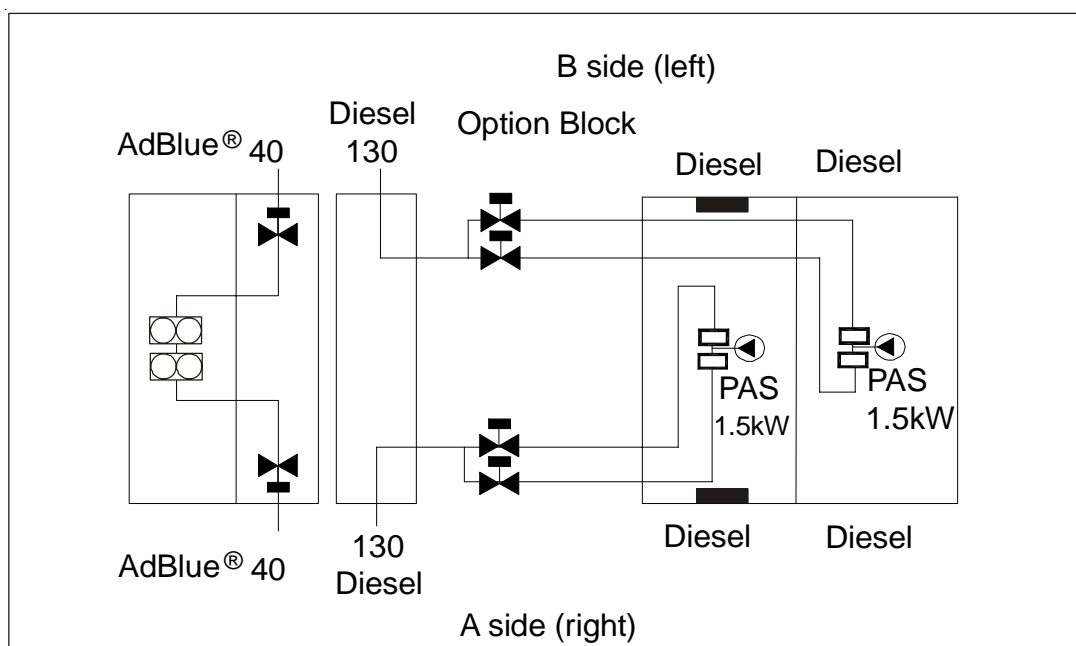 B side (left)
Diesel
130
Option Block
AdBlue® 40
Diesel
Diesel
PAS
1.5kW
PAS
1.5kW
AdBlue® 40
130
Diesel
Diesel
Diesel
A side (right)